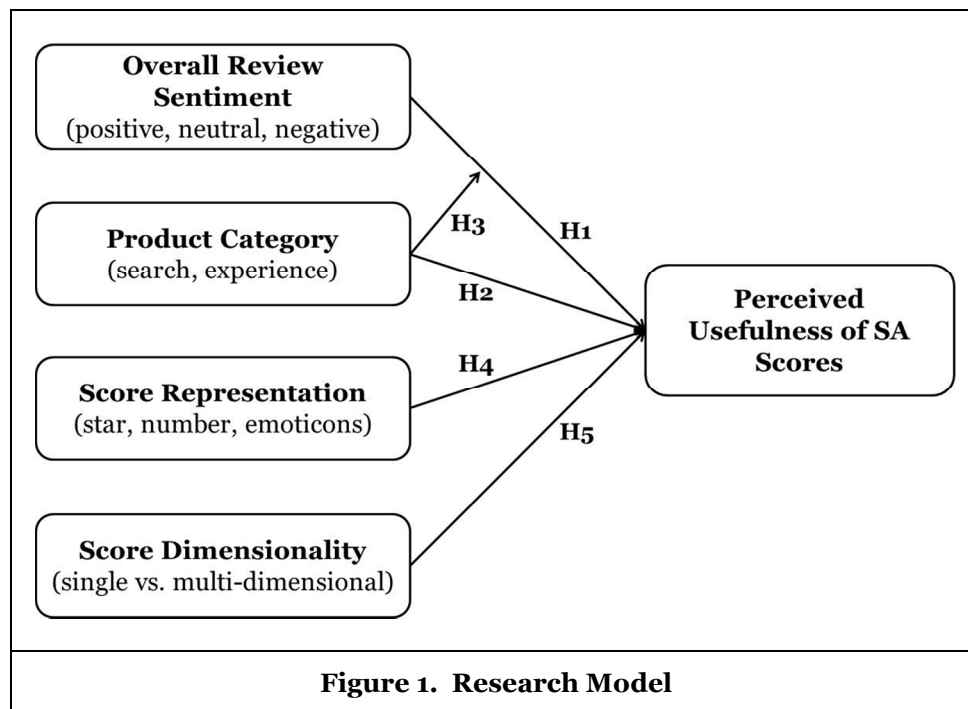 Overall Review
Sentiment
(positive, neutral, negative)
Product Category
(search, experience)
Score Representation
(star, number, emoticons)
Score Dimensionality
(single vs. multi-dimensional)
H3
H1
H2
H4
H5
Perceived
Usefulness of SA
Scores
Figure 1. Research Model